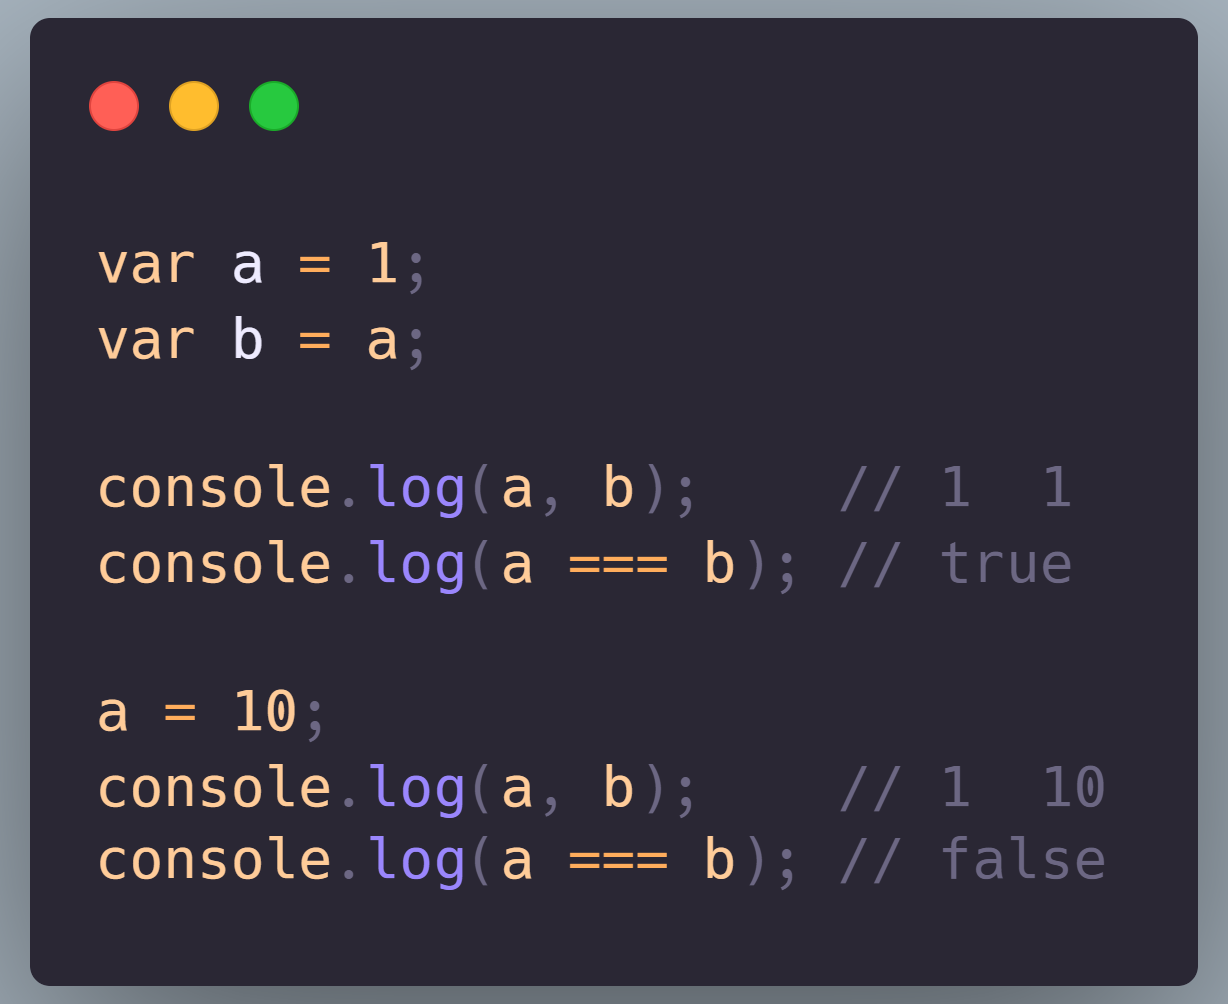 var a = 1;
var b = a;
console.log(a, b);    // 1  1
console.log(a === b); // true
a = 10;
console.log(a, b);    // 1  10
console.log(a === b); // false